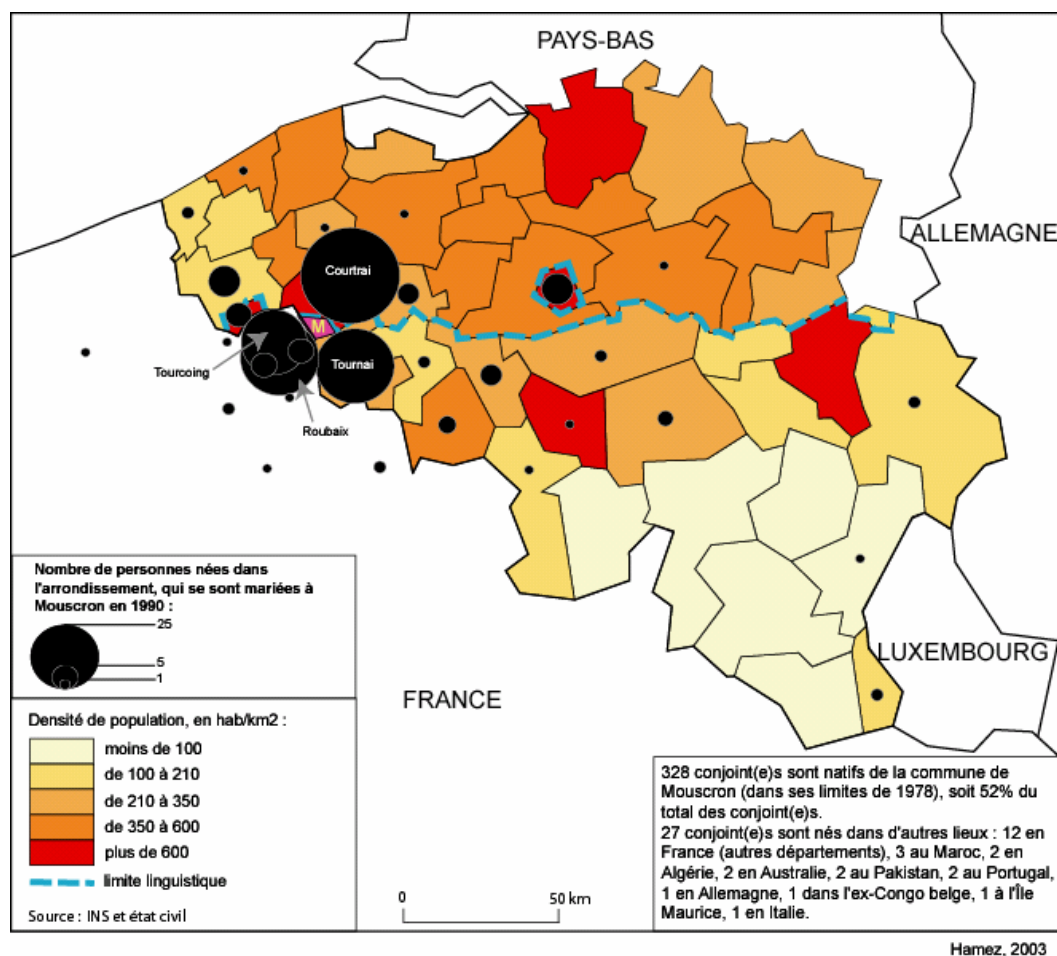 PAYS-BAS
ALLEMAGNE
Courtrai
M
Tourcoing
Tournai
Roubaix
LUXEMBOURG
FRANCE
Nombre de personnes nées dans
l'arrondissement, qui se sont mariées à
Mouscron en 1990 :
25
5
1
Densité de population, en hab/km2 :
moins de 100
de 100 à 210
de 210 à 350
de 350 à 600
plus de 600
limite linguistique
Source : INS et état civil
0 50 km
328 conjoint(e)s sont natifs de la commune de
Mouscron (dans ses limites de 1978), soit 52% du
total des conjoint(e)s.
27 conjoint(e)s sont nés dans d'autres lieux : 12 en
France (autres départements), 3 au Maroc, 2 en
Algérie, 2 en Australie, 2 au Pakistan, 2 au Portugal,
1 en Allemagne, 1 dans l'ex-Congo belge, 1 à l'Île
Maurice, 1 en Italie.
Hamez, 2003